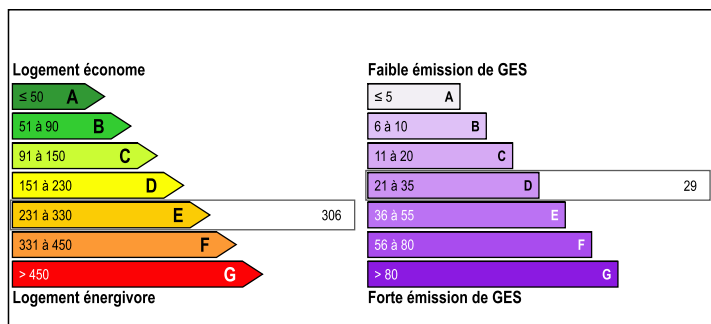 Logement économe
≤ 50 A
51 à 90 B
91 à 150 C
151 à 230 D
231 à 330 E 306
331 à 450 F
> 450 G
Logement énergivore
Faible émission de GES
≤ 5 A
6 à 10 B
11 à 20 C
21 à 35 D 29
36 à 55 E
56 à 80 F
> 80 G
Forte émission de GES